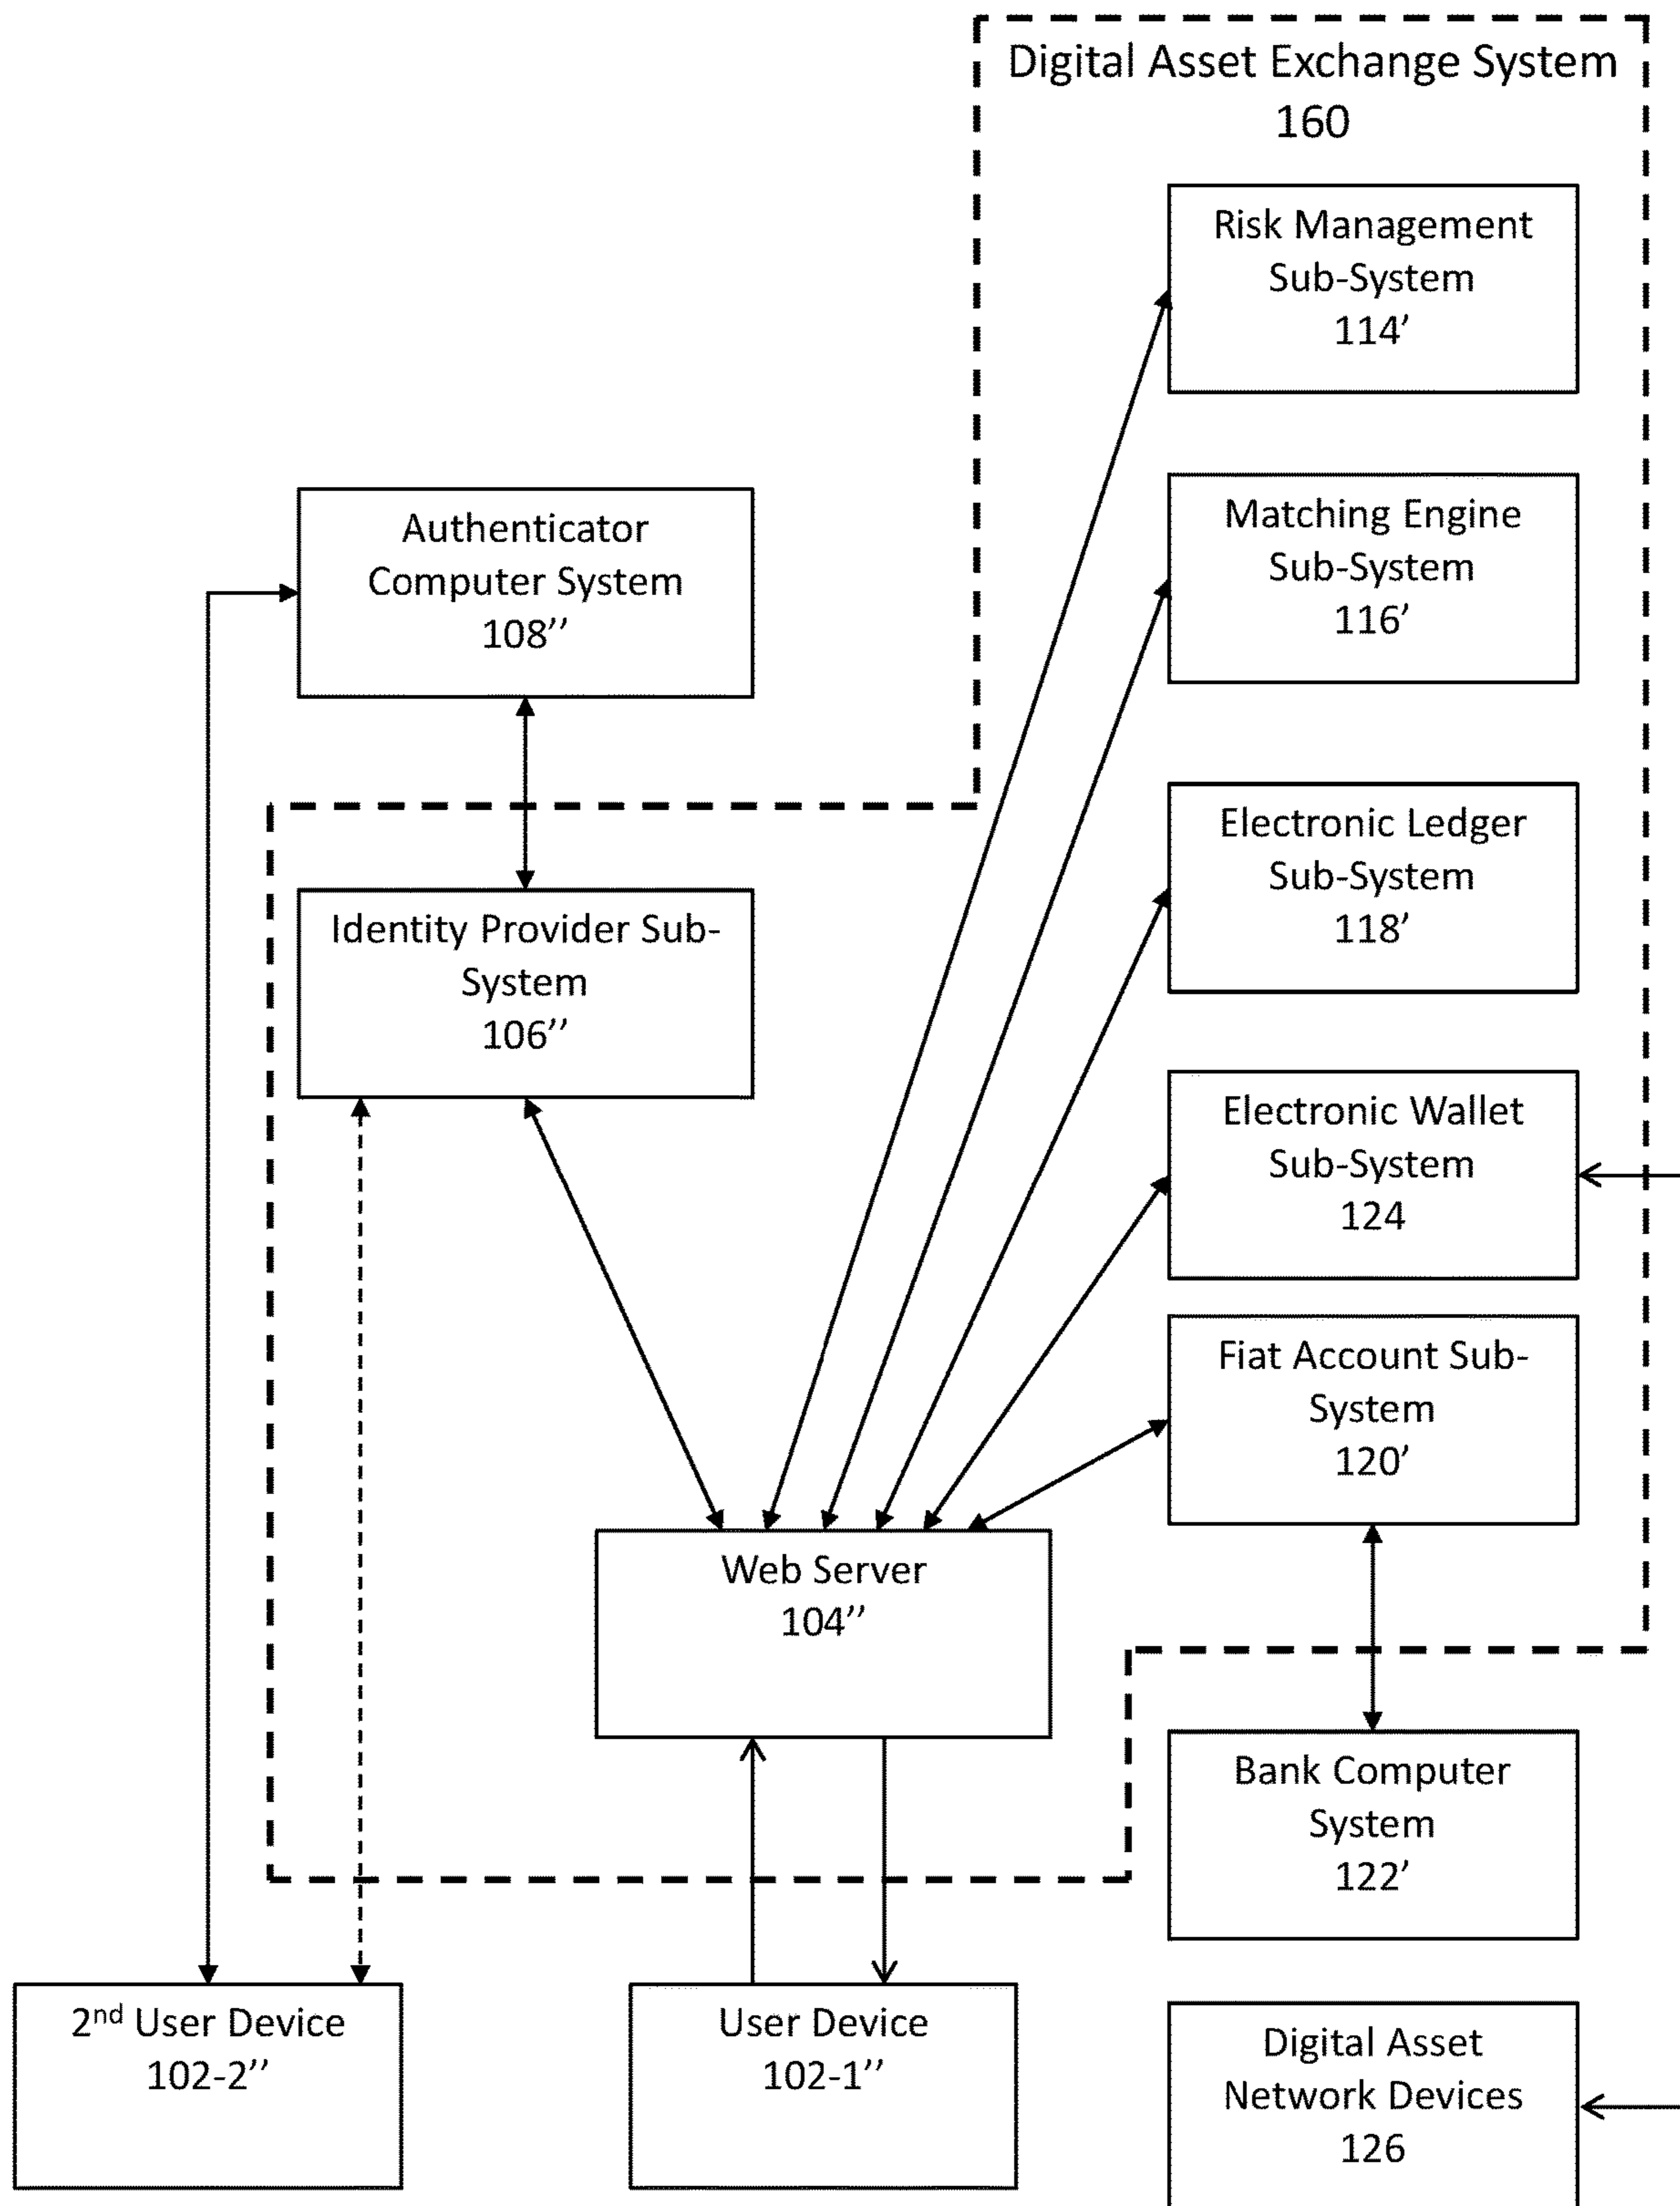 Digital Asset Exchange System
160
Risk Management
Sub-System
114’
Matching Engine
Sub-System
116’
Authenticator
Computer System
108’’
Electronic Ledger
Sub-System
118’
Identity Provider Sub-
System
106’’
Electronic Wallet
Sub-System
124
Fiat Account Sub-
System
120’
Web Server
104’’
Bank Computer
System
122’
2nd User Device
102-2’’
User Device
102-1’’
Digital Asset
Network Devices
126